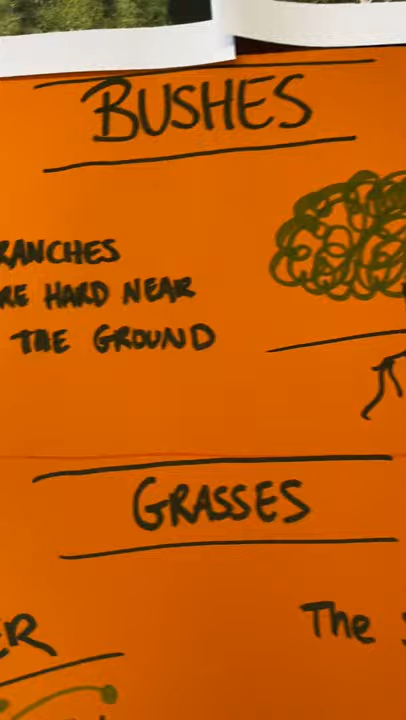 BUSHES
RANCHES
RE HARD NEAR
THE GROUND
GRASSES
ER
The